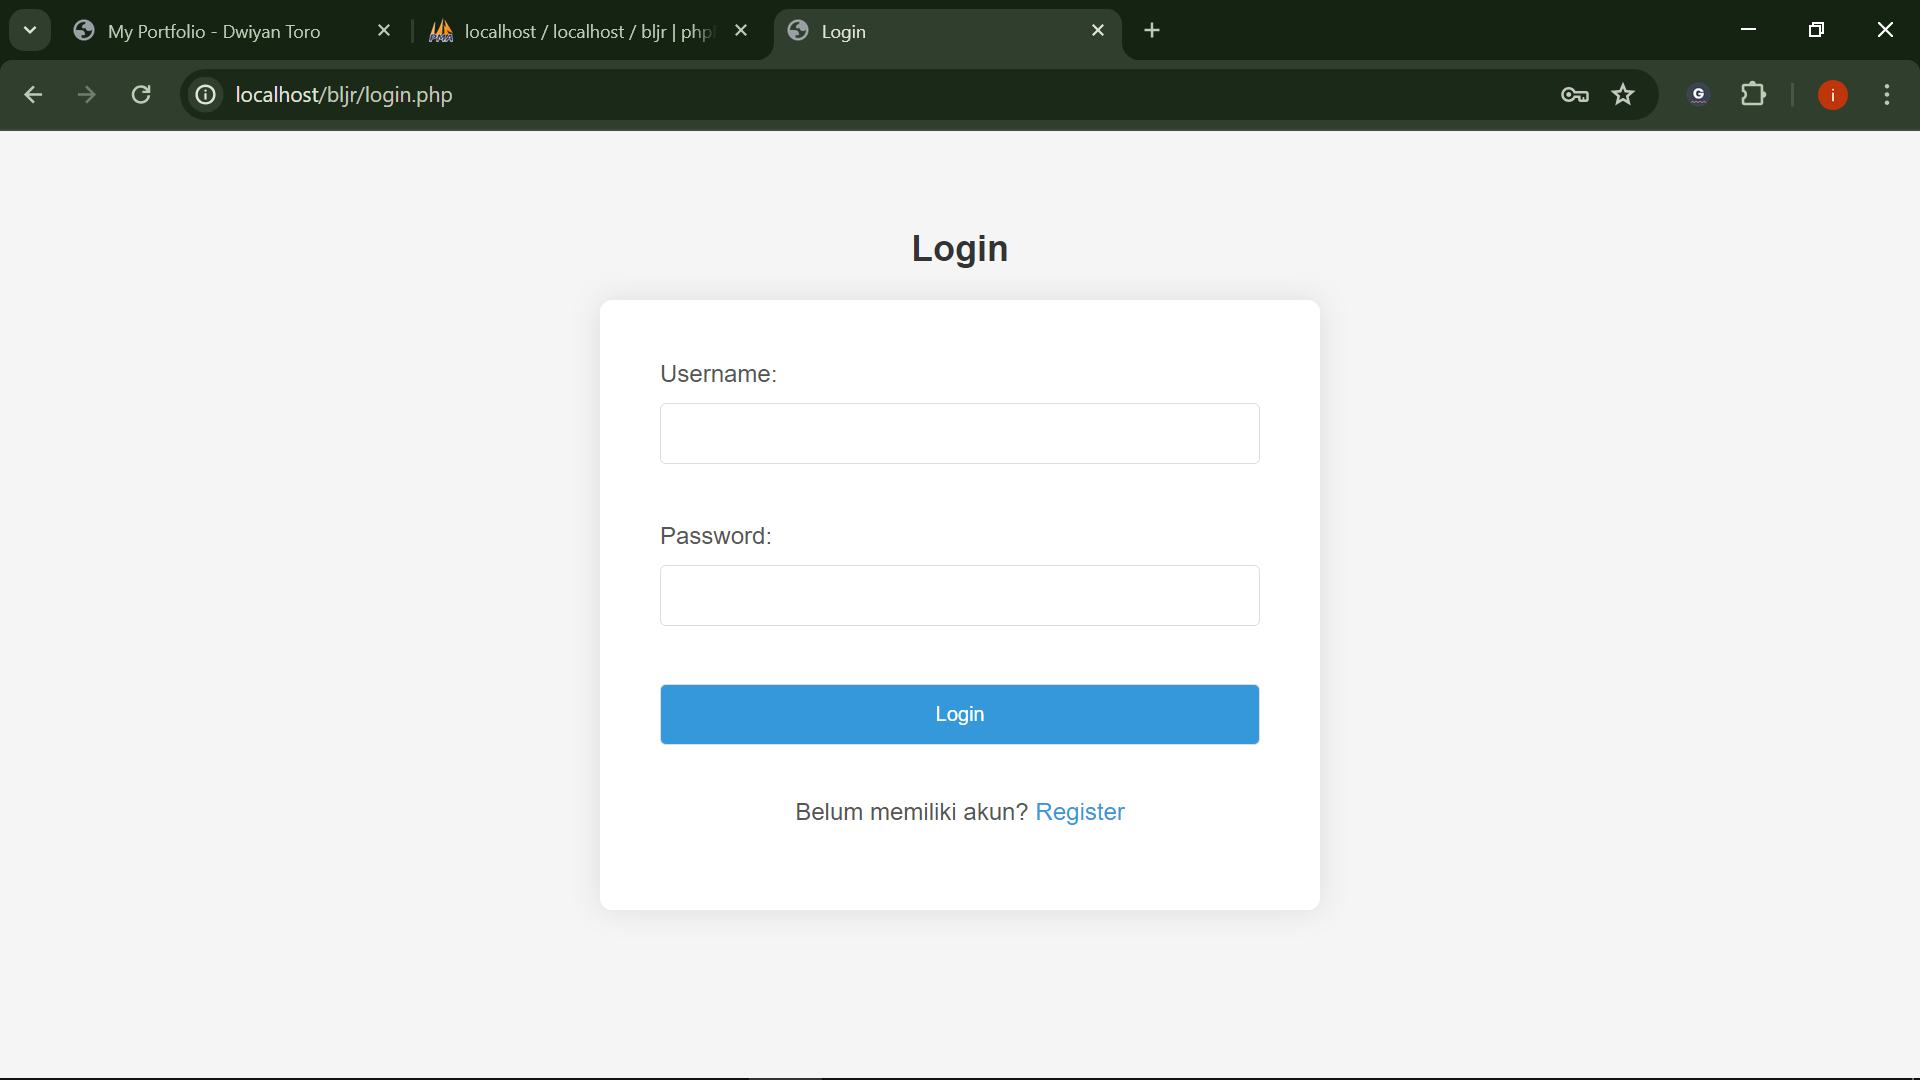 My Portfolio - Dwiyan Toro
localhost / localhost / bljr | php
Login
localhost/bljr/login.php
G
i
Login
Username:
Password:
Login
Belum memiliki akun? Register